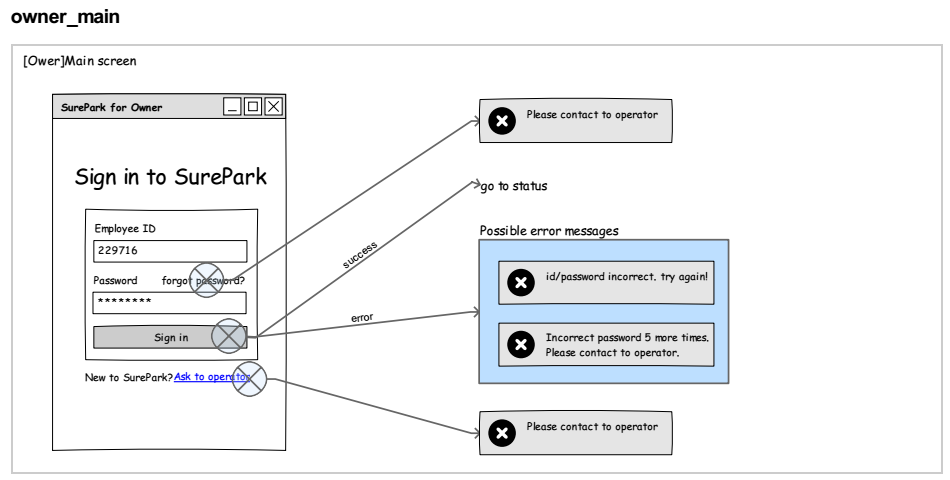 owner_main
[Ower]Main screen
SurePark for Owner
Sign in to SurePark
Employee ID
229716
Password forgot password?
********
Sign in
New to SurePark? Ask to operator
success
error
Please contact to operator
go to status
Possible error messages
id/password incorrect, try again!
Incorrect password 5 more times.
Please contact to operator.
Please contact to operator